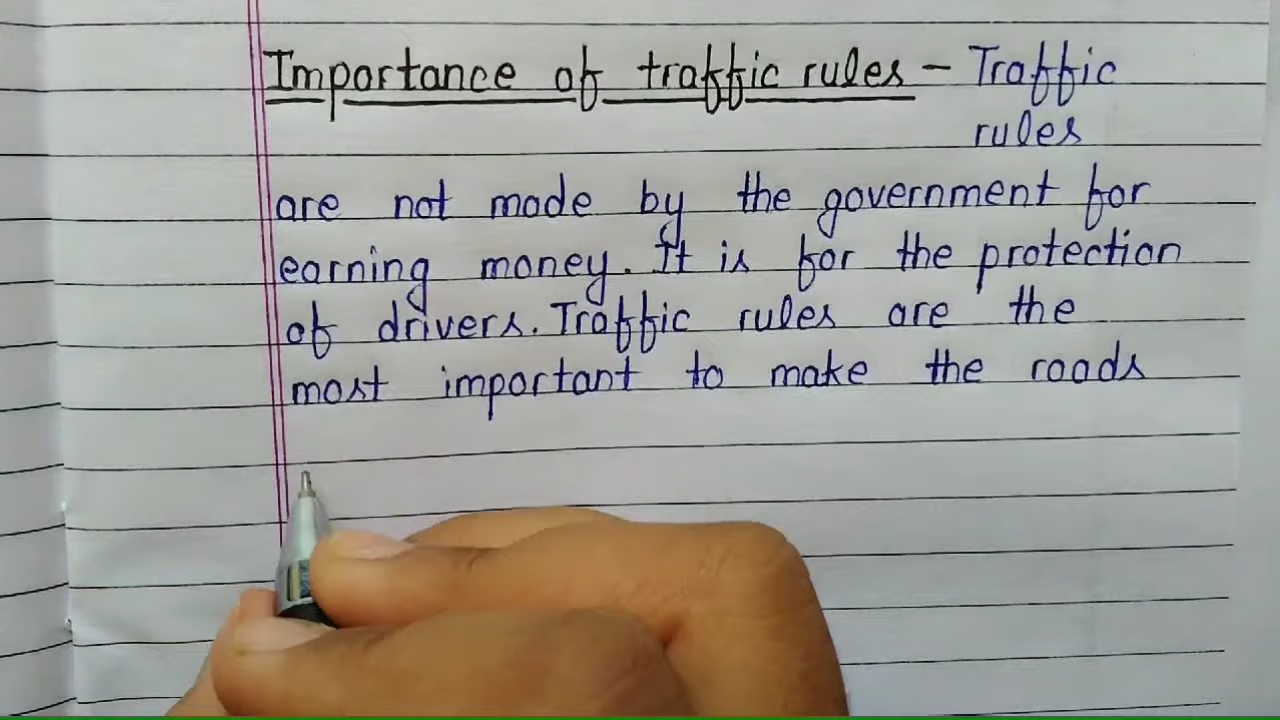 Importance of traffic rules - Traffic
rules
are not made by the government for
earning money. It is for the protection
of drivers. Traffic rules are the
most important to make the roads